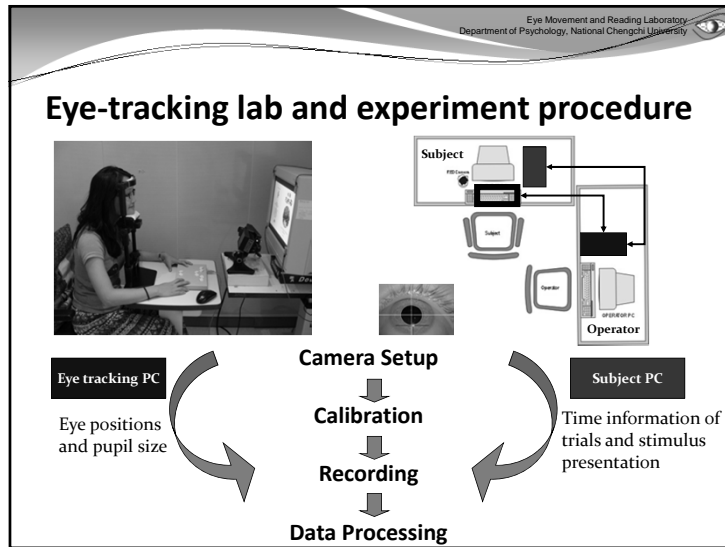 Eye Movement and Reading Laboratory
Department of Psychology, National Chengchi University
Eye-tracking lab and experiment procedure
Subject
Subject
Operator
OPERATOR PC
Operator
Camera Setup
Eye tracking PC
Subject PC
Eye positions
and pupil size
Calibration
Time information of
trials and stimulus
presentation
Recording
Data Processing